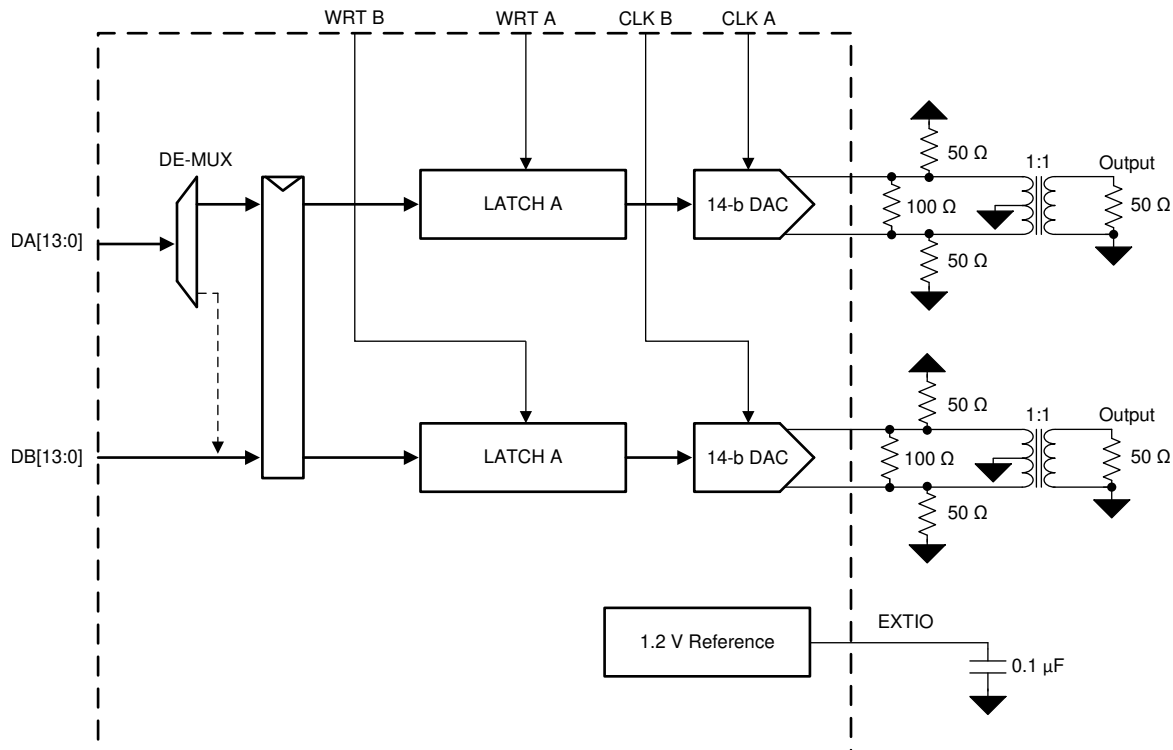 WRT B
WRT A
CLK B
CLK A
DE-MUX
50 Ω
1:1
Output
LATCH A
14-b DAC
100 Ω
50 Ω
DA[13:0]
50 Ω
50 Ω
1:1
Output
DB[13:0]
LATCH A
14-b DAC
100 Ω
50 Ω
50 Ω
1.2 V Reference
EXTIO
0.1 µF